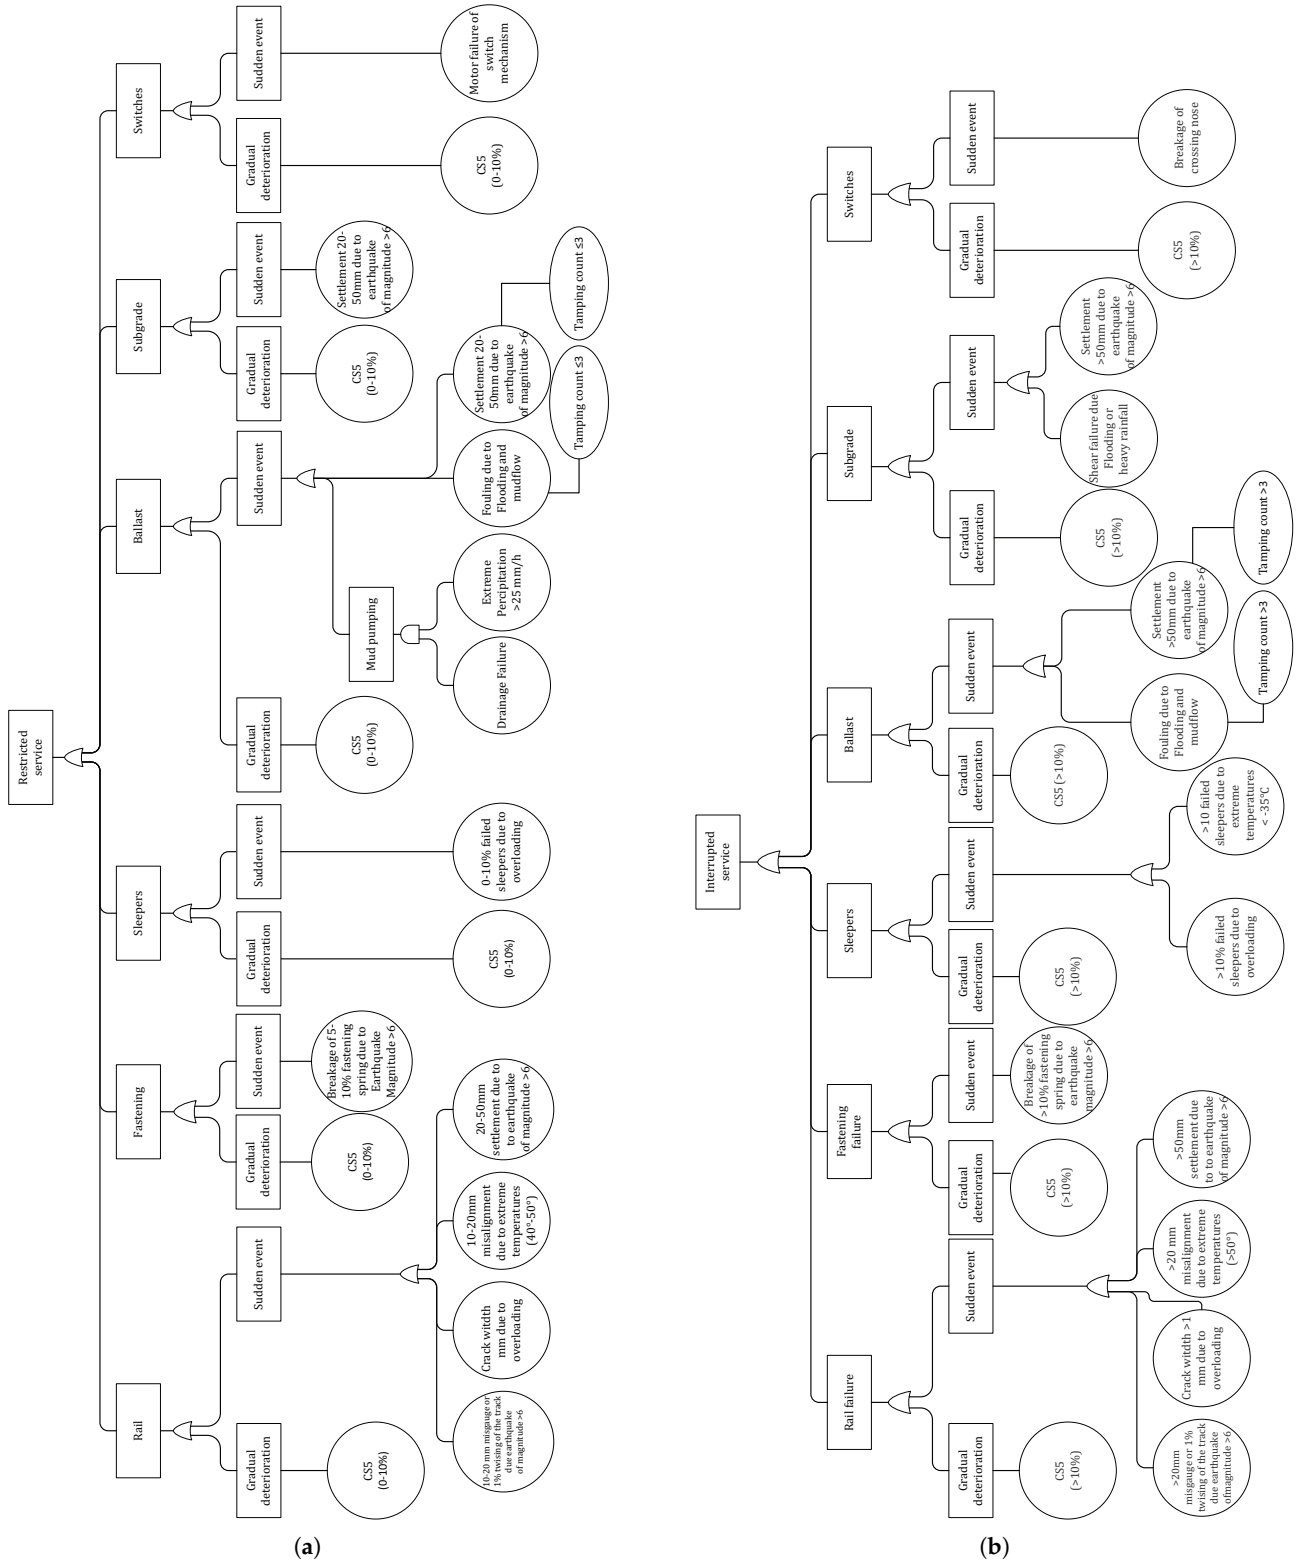 Restricted
service
Rail
Fastening
Sleepers
Ballast
Subgrade
Switches
Gradual
deterioration
Sudden event
Gradual
deterioration
Sudden event
Gradual
deterioration
Sudden event
Gradual
deterioration
Sudden event
Gradual
deterioration
Sudden event
Gradual
deterioration
Sudden event
CS5
(0-10%)
10-20 mm misgauge or
1% twising of the track
due earthquake
of magnitude >6
Crack witdth
mm due to
overloading
10-20mm
misalignment
due to extreme
temperatures
(40°-50°)
20-50mm
settlement due
to earthquake
of magnitude >6
CS5
(0-10%)
Breakage of 5-
10% fastening
spring due to
Earthquake
Magnitude >6
CS5
(0-10%)
0-10% failed
sleepers due to
overloading
CS5
(0-10%)
Mud pumping
Drainage Failure
Extreme
Percipitation
>25 mm/h
Fouling due to
Flooding and
mudflow
Tamping count ≤3
Settlement 20-
50mm due to
earthquake
of magnitude >6
Tamping count ≤3
CS5
(0-10%)
Settlement 20-
50mm due to
earthquake
of magnitude >6
CS5
(0-10%)
Motor failure of
switch
mechanism
(a)
Interrupted
service
Rail failure
Fastening
failure
Sleepers
Ballast
Subgrade
Switches
Gradual
deterioration
Sudden event
Gradual
deterioration
Sudden event
Gradual
deterioration
Sudden event
Gradual
deterioration
Sudden event
Gradual
deterioration
Sudden event
Gradual
deterioration
Sudden event
CS5
(>10%)
>20mm
misgauge or 1%
twising of the track
due earthquake
ofmagnitude >6
Crack witdth >1
mm due to
overloading
>20 mm
misalignment
due to extreme
temperatures
(>50°)
>50mm
settlement due
to to earthquake
of magnitude >6
CS5
(>10%)
Breakage of
>10% fastening
spring due to
earthquake
magnitude >6
CS5
(>10%)
>10% failed
sleepers due to
overloading
>10 failed
sleepers due to
extreme
temperatures
< -35°C
CS5 (>10%)
Fouling due to
Flooding and
mudflow
Tamping count >3
Settlement
>50mm due to
earthquake
of magnitude >6
Tamping count >3
CS5
(>10%)
Shear failure due
Flooding or
heavy rainfall
Settlement
>50mm due to
earthquake
of magnitude >6
CS5
(>10%)
Breakage of
crossing nose
(b)